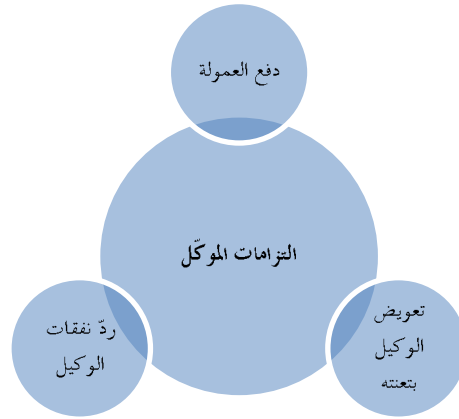 دفع العمولة
التزامات الموكّل
تعويض
الوكيل
بتعنته
ردّ نفقات
الوكيل